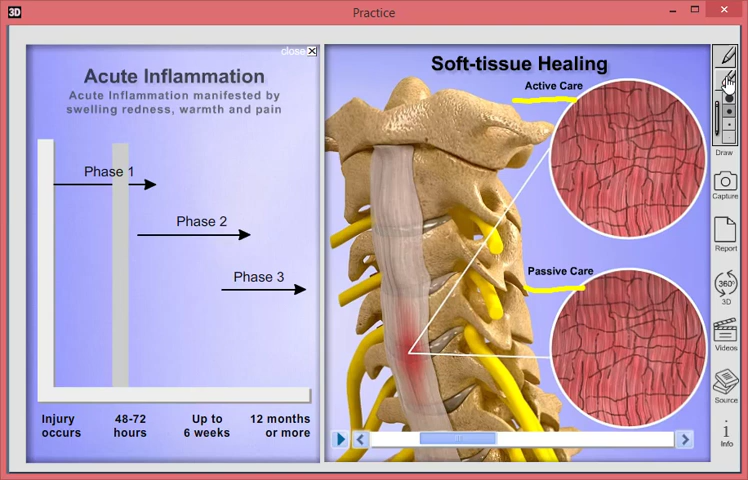 3D
Practice
close
Acute Inflammation
Acute Inflammation manifested by
swelling redness, warmth and pain
Phase 1
Phase 2
Phase 3
Injury occurs
48-72 hours
Up to 6 weeks
12 months or more
Soft-tissue Healing
Active Care
Passive Care
Draw
Capture
Report
360°
3D
Videos
Source
i
Info